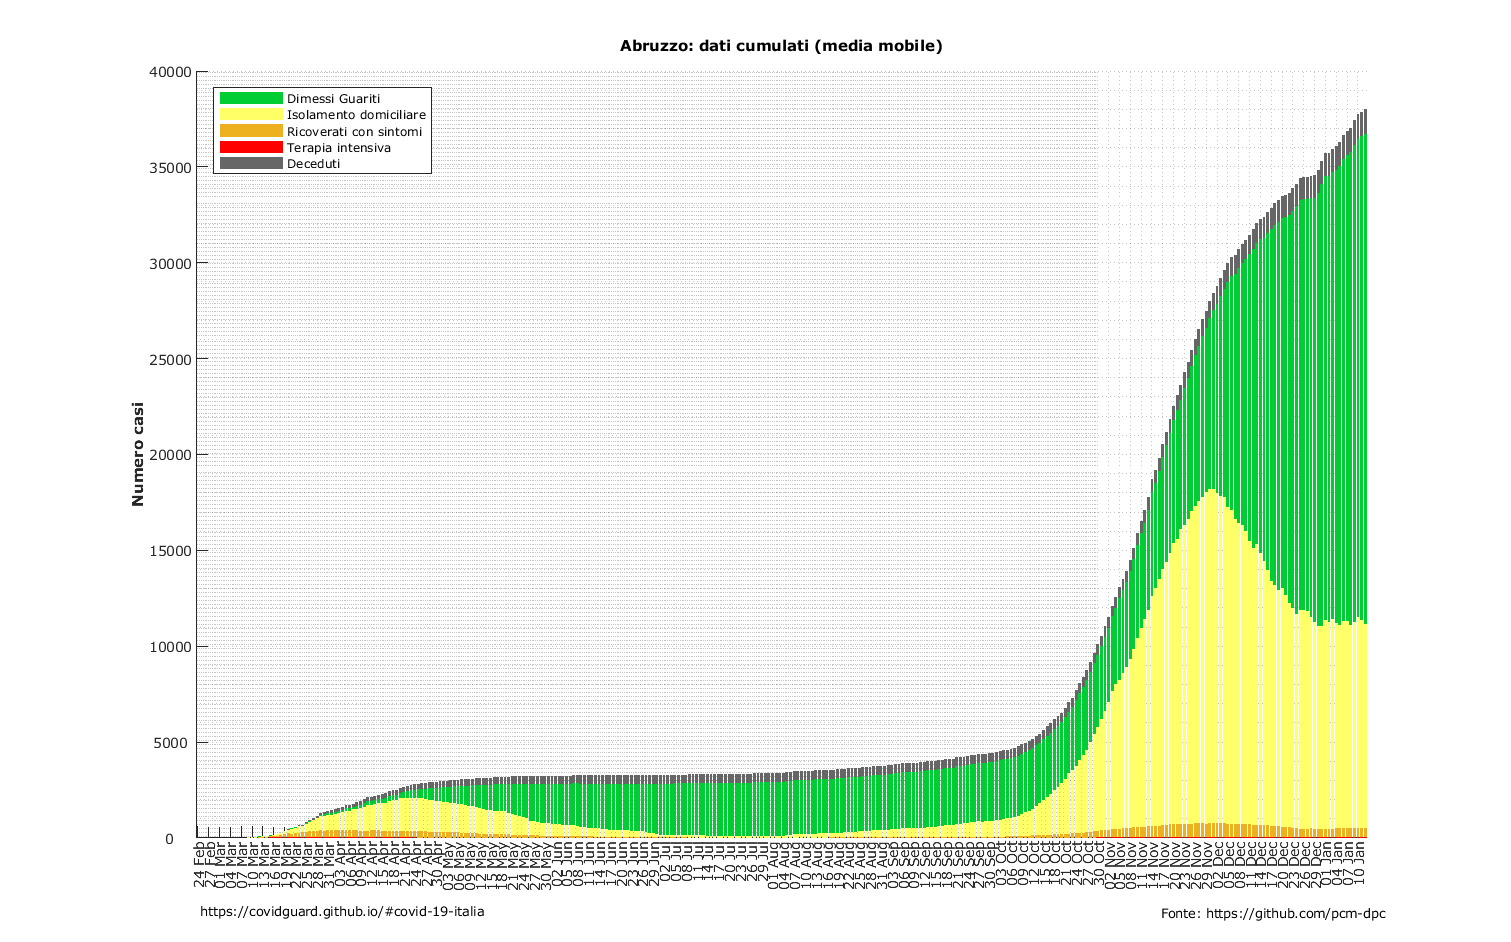 Abruzzo: dati cumulati (media mobile)
40000
35000
30000
25000
20000
15000
10000
5000
0
Numero casi
Dimessi Guariti
Isolamento domiciliare
Ricoverati con sintomi
Terapia intensiva
Deceduti
24 Feb
27 Feb
01 Mar
04 Mar
07 Mar
10 Mar
13 Mar
16 Mar
19 Mar
22 Mar
25 Mar
28 Mar
31 Mar
03 Apr
06 Apr
09 Apr
12 Apr
15 Apr
18 Apr
21 Apr
24 Apr
27 Apr
30 Apr
03 May
06 May
09 May
12 May
15 May
18 May
21 May
24 May
27 May
30 May
02 Jun
05 Jun
08 Jun
11 Jun
14 Jun
17 Jun
20 Jun
23 Jun
26 Jun
29 Jun
02 Jul
05 Jul
08 Jul
11 Jul
14 Jul
17 Jul
20 Jul
23 Jul
26 Jul
29 Jul
01 Aug
04 Aug
07 Aug
10 Aug
13 Aug
16 Aug
19 Aug
22 Aug
25 Aug
28 Aug
31 Aug
03 Sep
06 Sep
09 Sep
12 Sep
15 Sep
18 Sep
21 Sep
24 Sep
27 Sep
30 Sep
03 Oct
06 Oct
09 Oct
12 Oct
15 Oct
18 Oct
21 Oct
24 Oct
27 Oct
30 Oct
02 Nov
05 Nov
08 Nov
11 Nov
14 Nov
17 Nov
20 Nov
23 Nov
26 Nov
29 Nov
02 Dec
05 Dec
08 Dec
11 Dec
14 Dec
17 Dec
20 Dec
23 Dec
26 Dec
29 Dec
01 Jan
04 Jan
07 Jan
10 Jan
https://covidguard.github.io/#covid-19-italia
Fonte: https://github.com/pcm-dpc